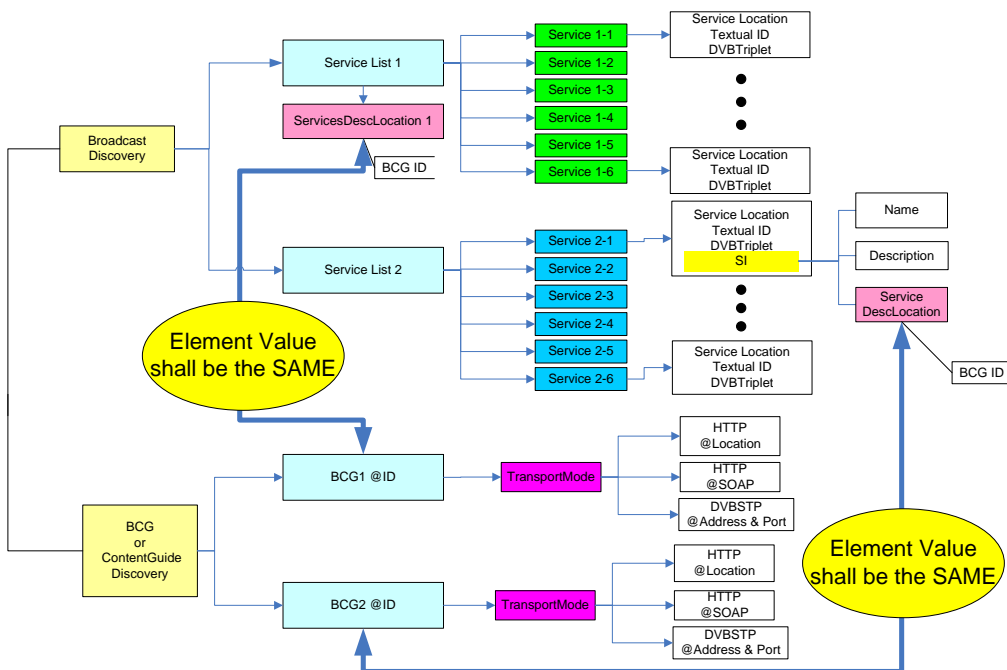 Broadcast
Discovery
Service List 1
ServicesDescLocation 1
BCG ID
Service 1-1
Service 1-2
Service 1-3
Service 1-4
Service 1-5
Service 1-6
Service Location
Textual ID
DVBTriplet
Service Location
Textual ID
DVBTriplet
Service List 2
Service 2-1
Service 2-2
Service 2-3
Service 2-4
Service 2-5
Service 2-6
Service Location
Textual ID
DVBTriplet
SI
Service Location
Textual ID
DVBTriplet
Name
Description
Service
DescLocation
BCG ID
Element Value
shall be the SAME
BCG
or
ContentGuide
Discovery
BCG1 @ID
TransportMode
HTTP
@Location
HTTP
@SOAP
DVBSTP
@Address & Port
BCG2 @ID
TransportMode
HTTP
@Location
HTTP
@SOAP
DVBSTP
@Address & Port
Element Value
shall be the SAME